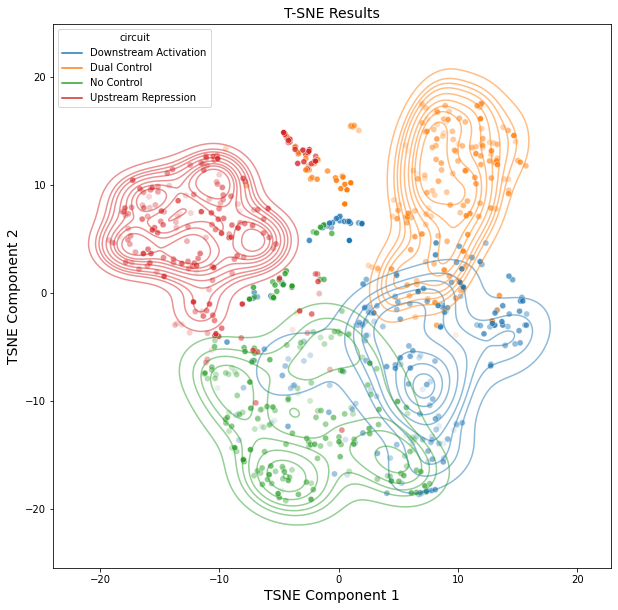 T-SNE Results
circuit
Downstream Activation
Dual Control
No Control
Upstream Repression
TSNE Component 2
20
10
0
−10
−20
−20
−10
0
10
20
TSNE Component 1